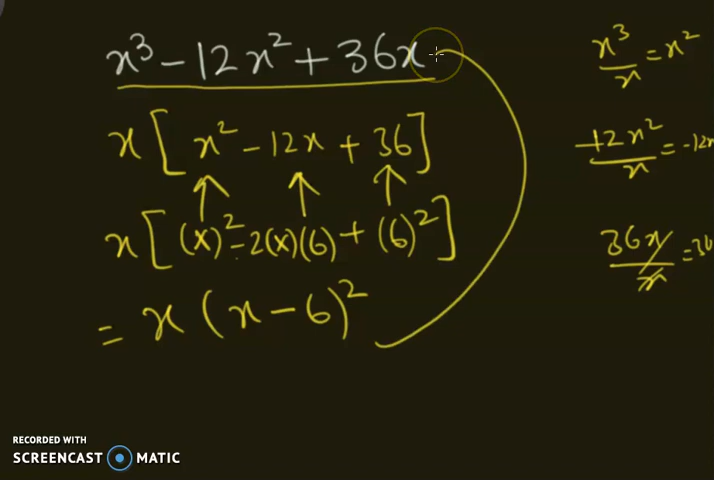 x³ - 12x² + 36x
x[x² - 12x + 36]
x[(x)² - 2(x)(6) + (6)²]
= x(x - 6)²
x³/x = x²
-12x²/x = -12x
36x/x = 36
RECORDED WITH
SCREENCAST MATIC